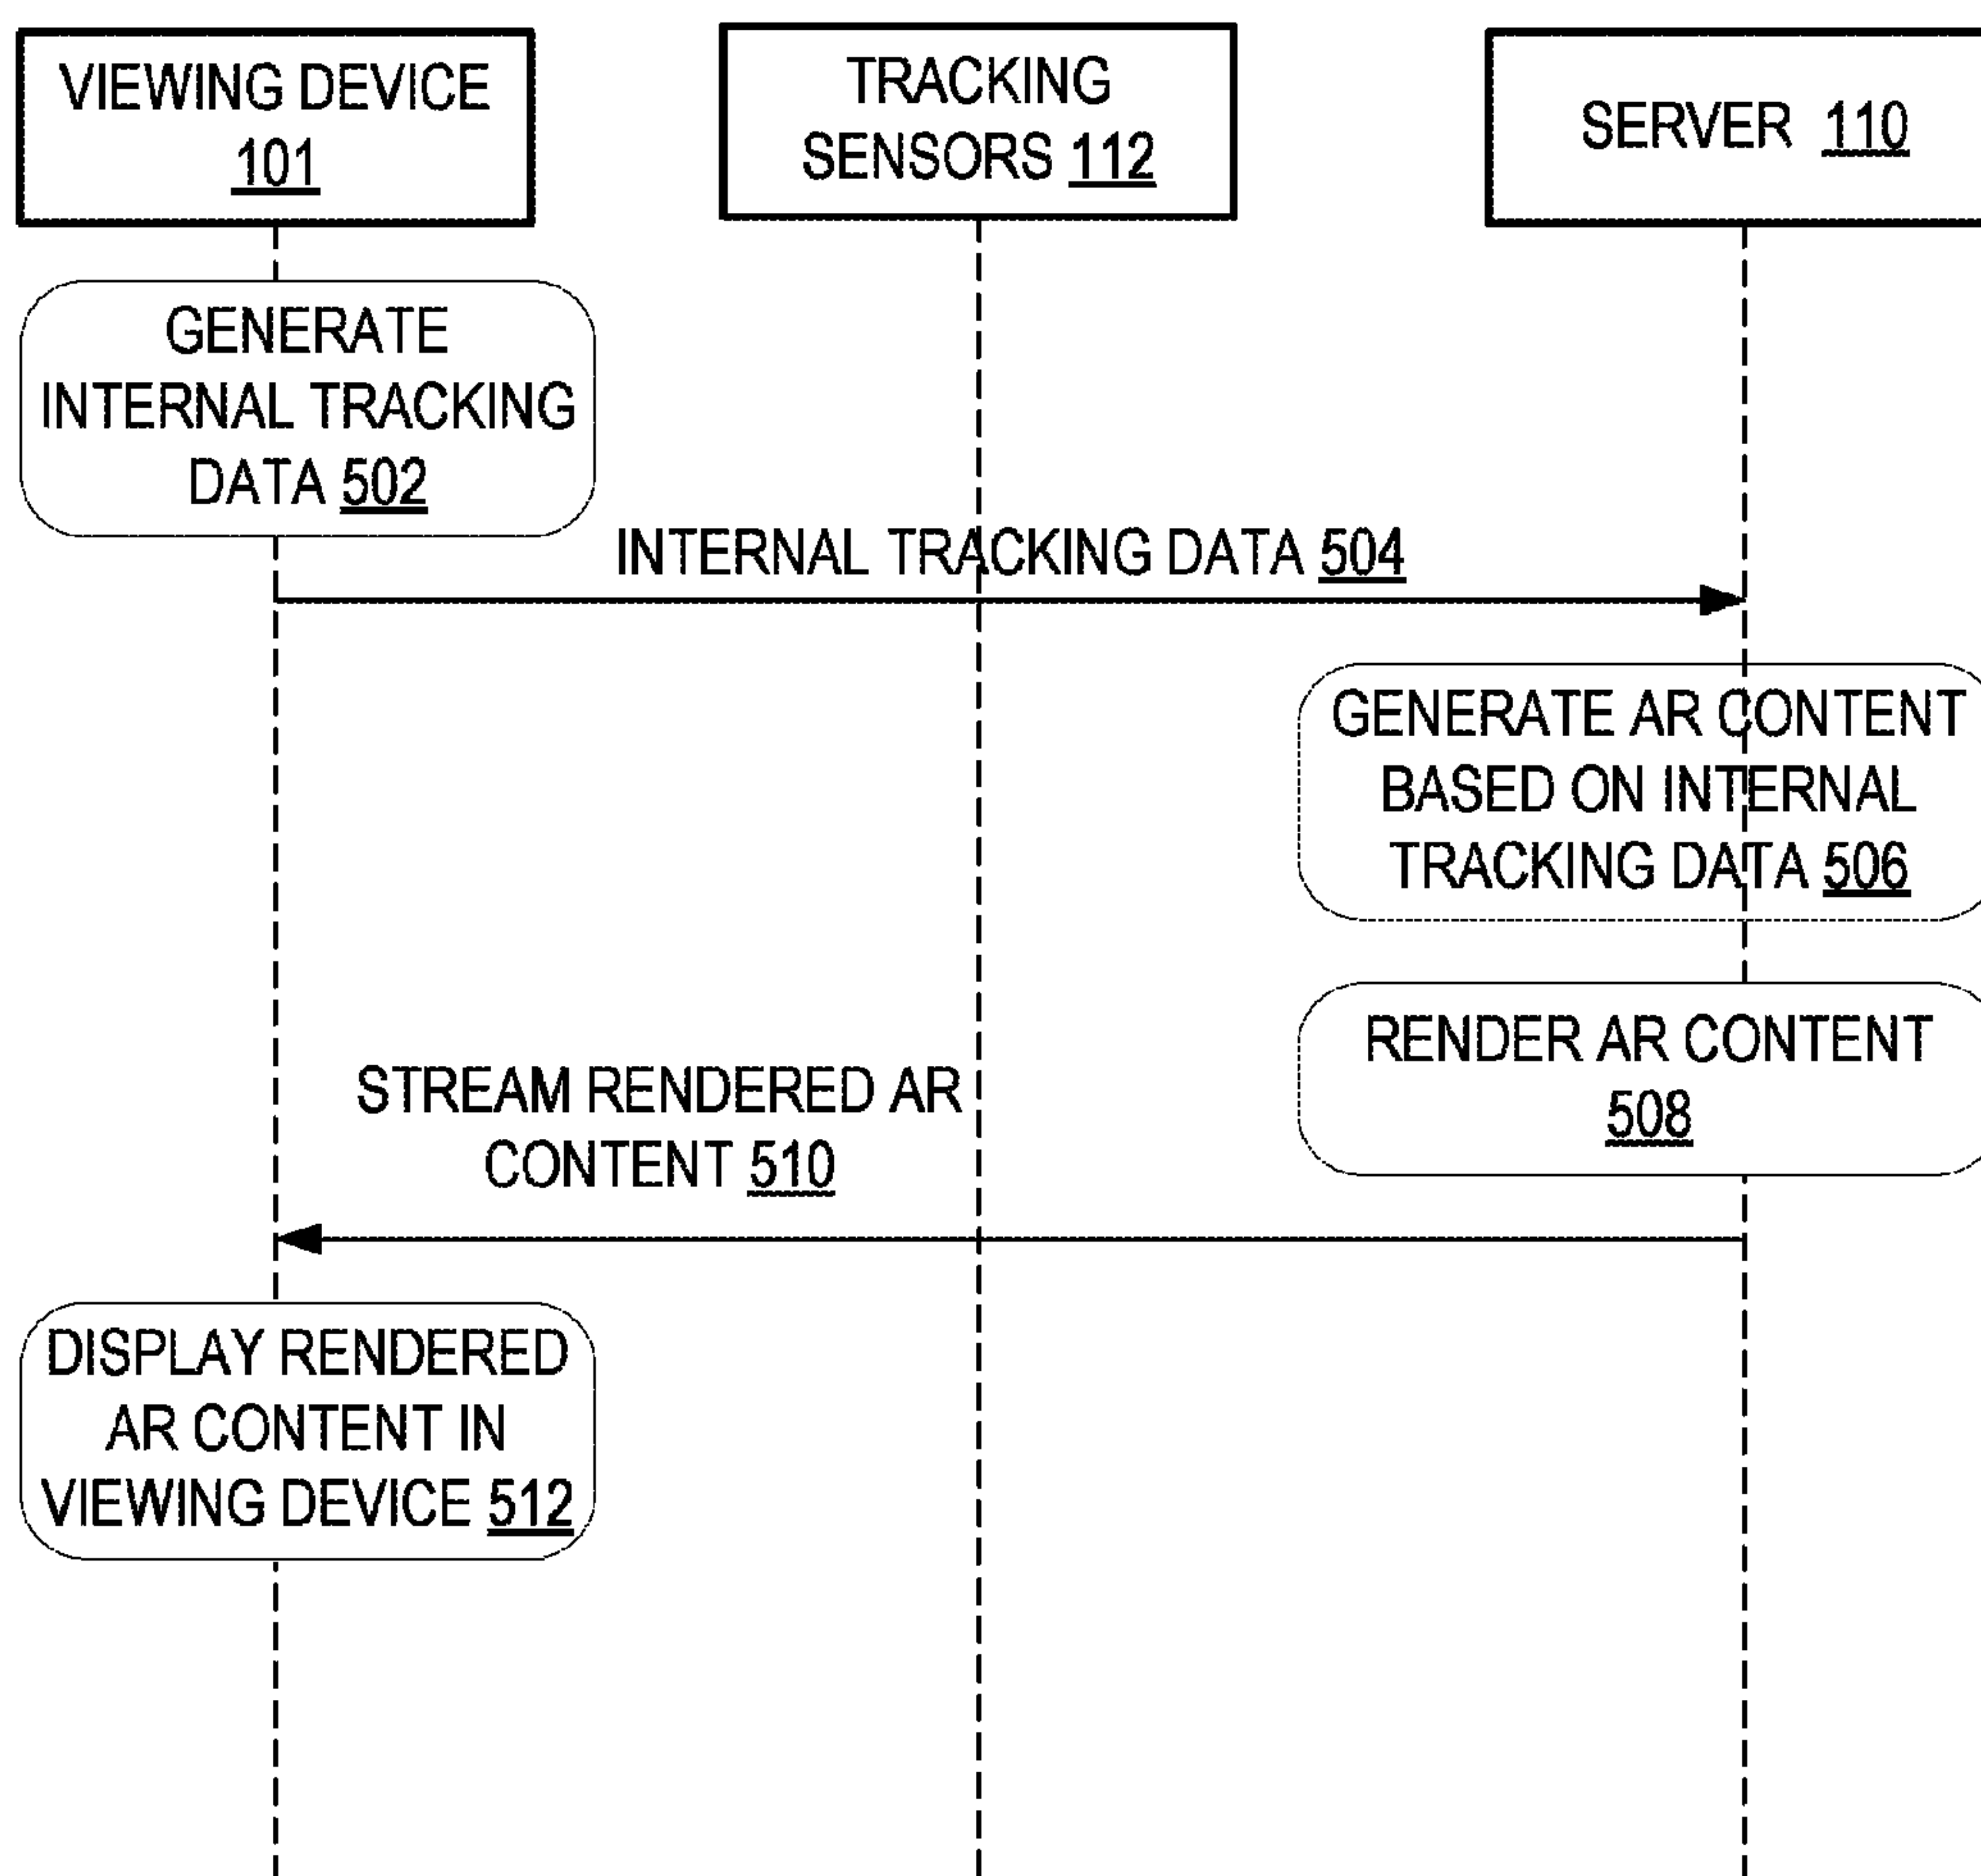 VIEWING DEVICE
101
TRACKING
SENSORS 112
SERVER 110
GENERATE
INTERNAL TRACKING
DATA 502
INTERNAL TRACKING DATA 504
GENERATE AR CONTENT
BASED ON INTERNAL
TRACKING DATA 506
RENDER AR CONTENT
508
STREAM RENDERED AR
CONTENT 510
DISPLAY RENDERED
AR CONTENT IN
VIEWING DEVICE 512